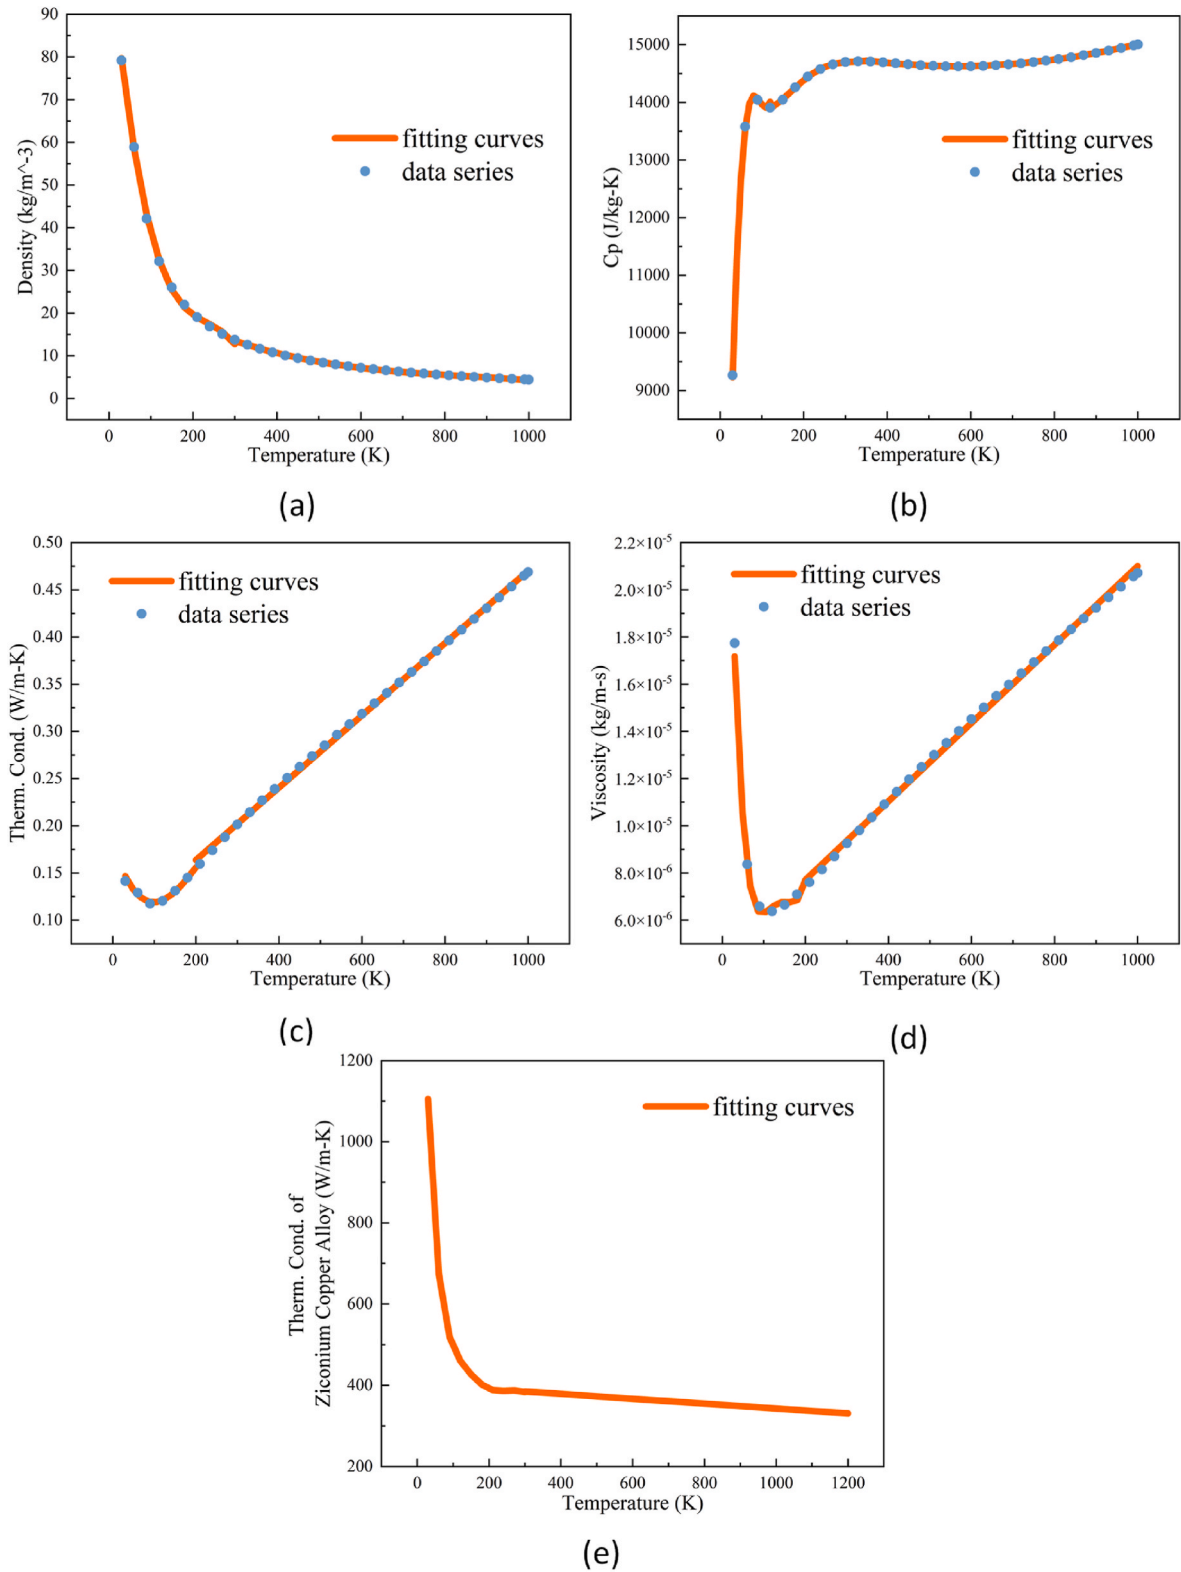 90
80
70
60
50
40
30
20
10
0
Density (kg/m^-3)
fitting curves
data series
0 200 400 600 800 1000
Temperature (K)
(a)
15000
14000
13000
12000
11000
10000
9000
Cp (J/kg-K)
fitting curves
data series
0 200 400 600 800 1000
Temperature (K)
(b)
0.50
0.45
0.40
0.35
0.30
0.25
0.20
0.15
0.10
Therm. Cond. (W/m-K)
fitting curves
data series
0 200 400 600 800 1000
Temperature (K)
(c)
2.2×10⁻⁵
2.0×10⁻⁵
1.8×10⁻⁵
1.6×10⁻⁵
1.4×10⁻⁵
1.2×10⁻⁵
1.0×10⁻⁵
8.0×10⁻⁶
6.0×10⁻⁶
Viscosity (kg/m-s)
fitting curves
data series
0 200 400 600 800 1000
Temperature (K)
(d)
1200
1000
800
600
400
200
Therm. Cond. of
Ziconium Copper Alloy (W/m-K)
fitting curves
0 200 400 600 800 1000 1200
Temperature (K)
(e)